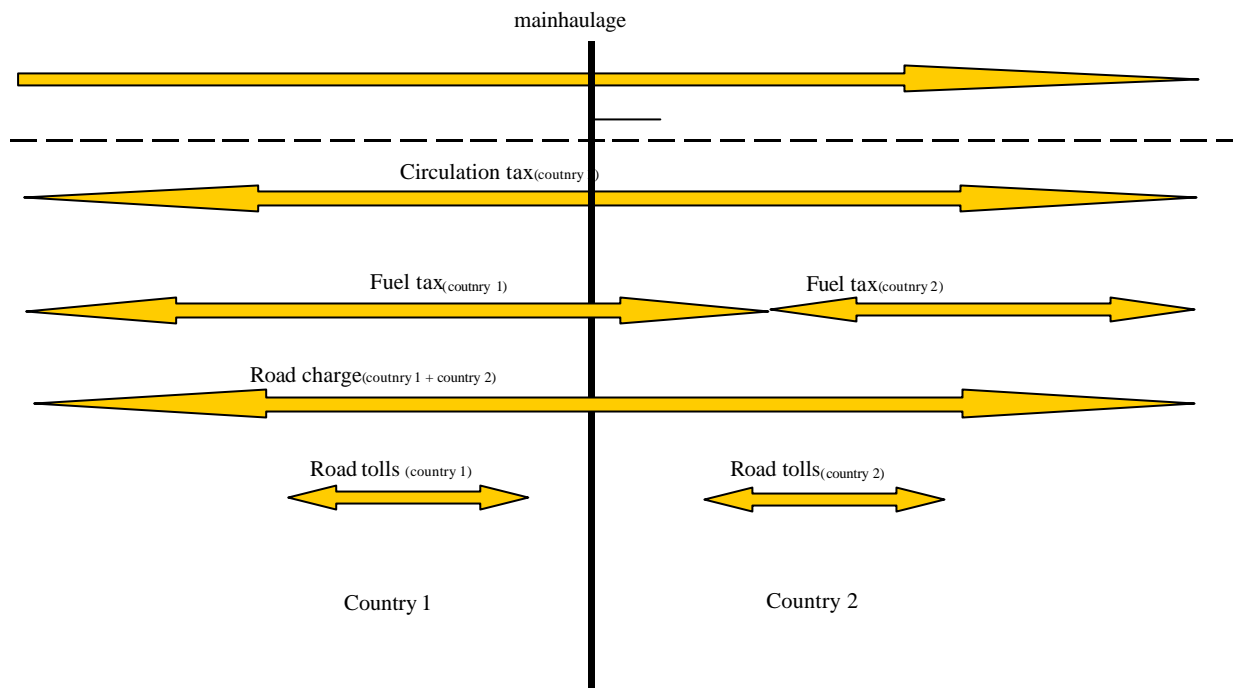 mainhaulage
Circulation tax(coutnry )
Fuel tax(coutnry 1)
Fuel tax(coutnry 2)
Road charge(coutnry 1 + country 2)
Road tolls (country 1)
Road tolls(country 2)
Country 1
Country 2